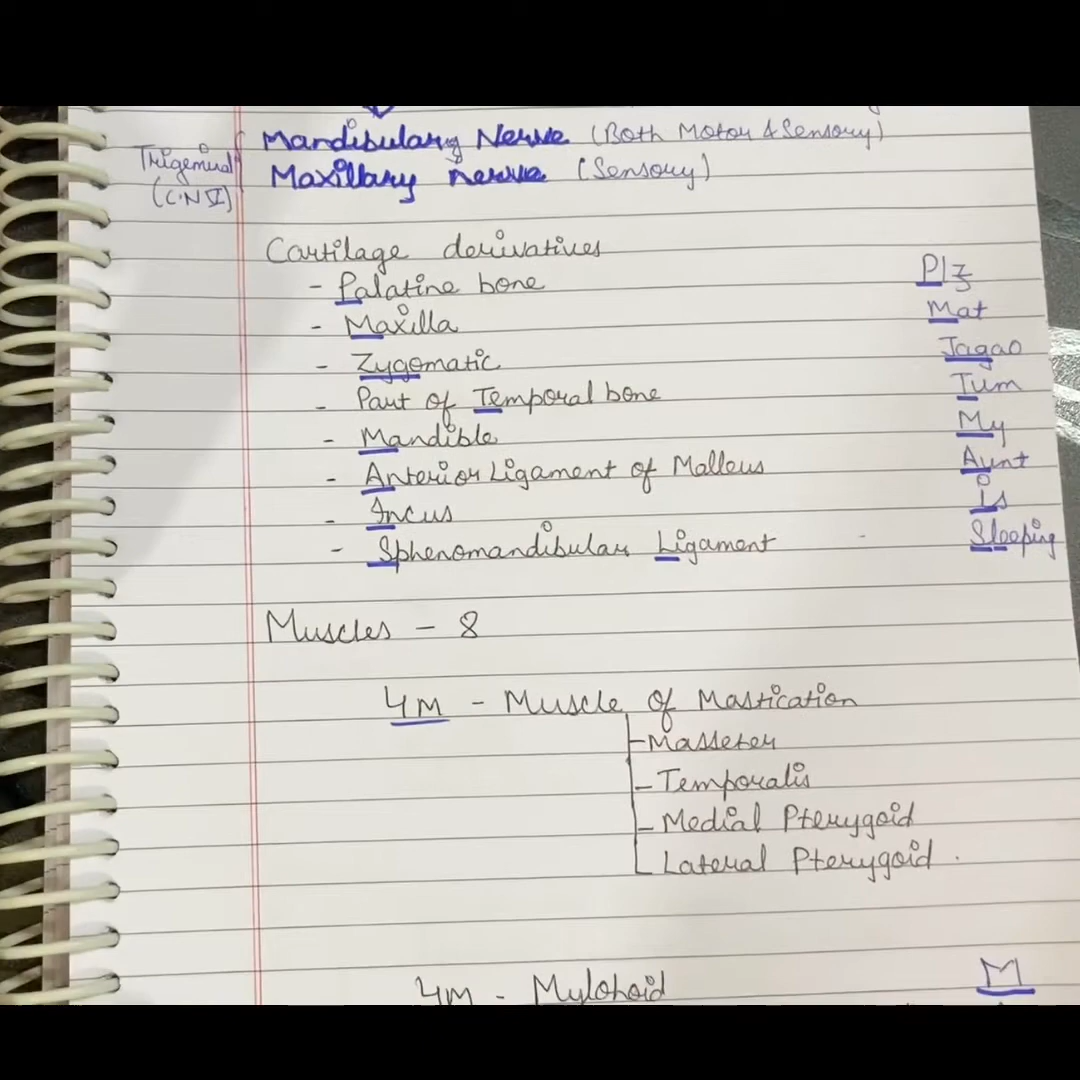 Mandibulary Nerve (Both Motor & Sensory)
Trigeminal
Maxillary nerve (Sensory)
(C.N V)
Cartilage derivatives
- Palatine bone Plz
- Maxilla Mat
- Zygomatic Jagao
- Part of Temporal bone Tum
- Mandible My
- Anterior Ligament of Malleus Aunt
- Incus is
- Sphenomandibular Ligament Sleeping
Muscles - 8
4M - Muscle of Mastication
- Masseter
- Temporalis
- Medial Pterygoid
Lateral Pterygoid.
4M - Mylohoid M